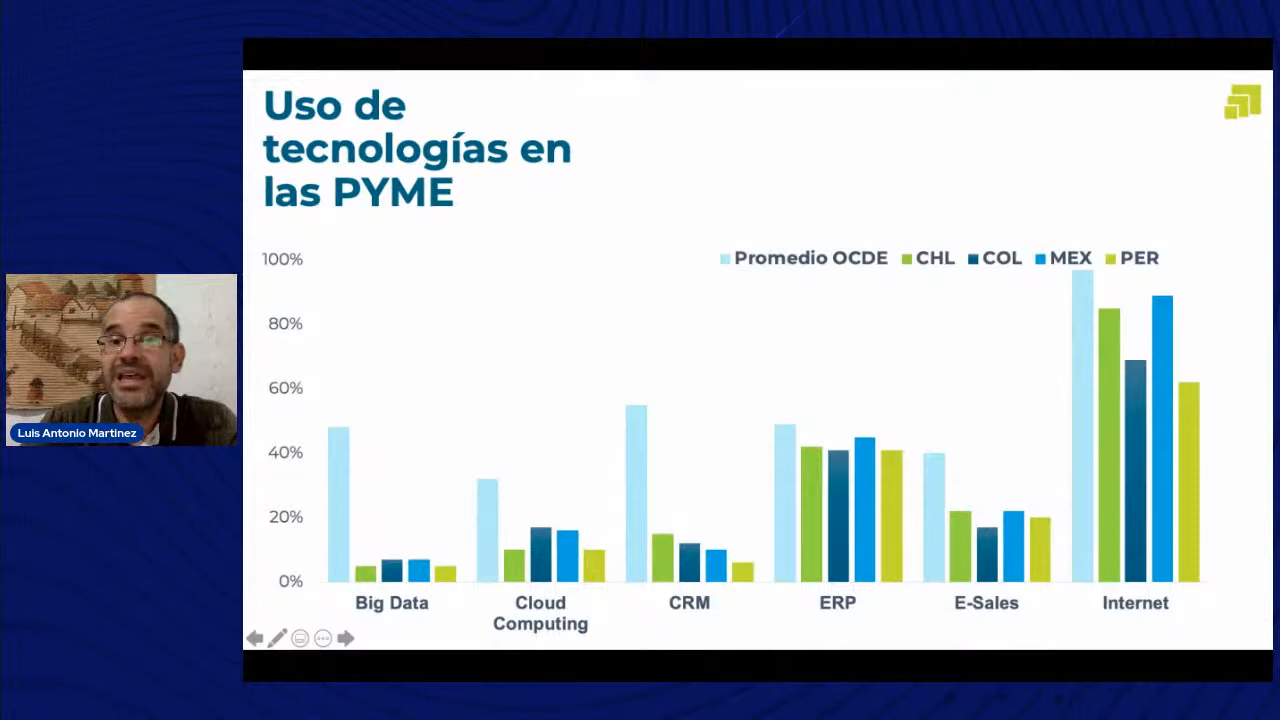 Uso de
tecnologías en
las PYME
100%
80%
60%
40%
20%
0%
Promedio OCDE CHL COL MEX PER
Big Data
Cloud
Computing
CRM
ERP
E-Sales
Internet
Luis Antonio Martinez